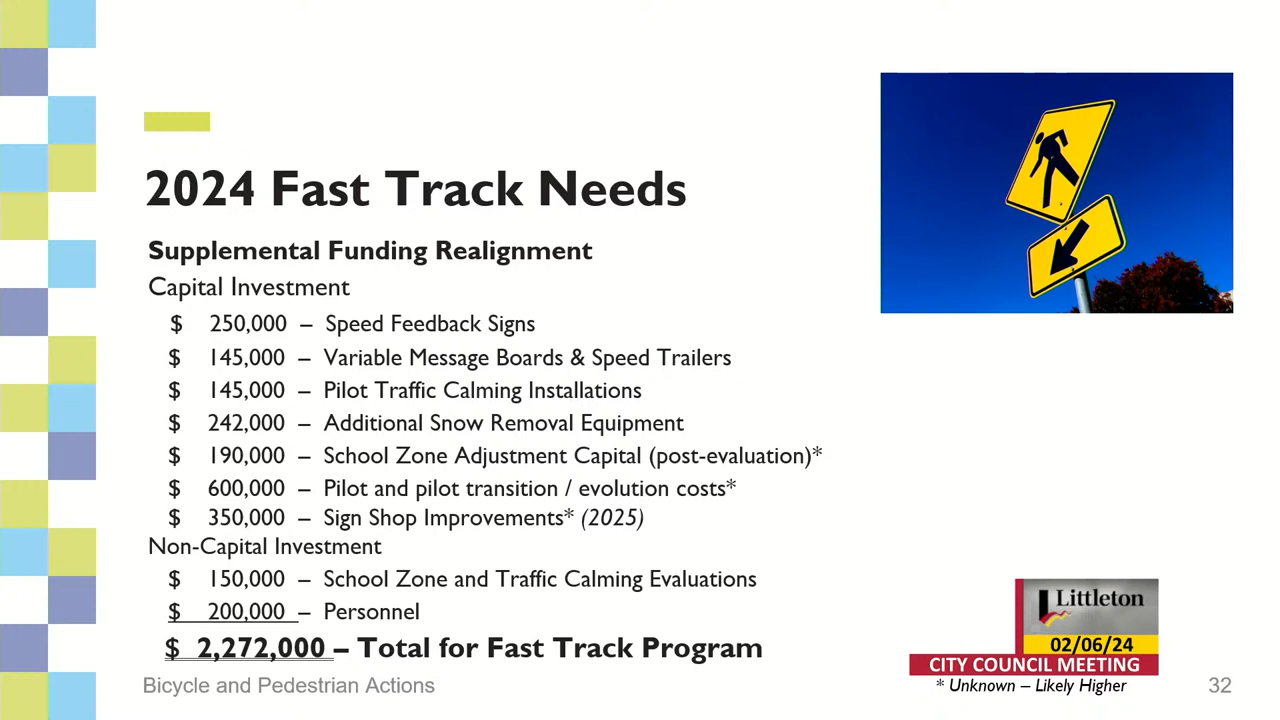 2024 Fast Track Needs
Supplemental Funding Realignment
Capital Investment
$ 250,000 – Speed Feedback Signs
$ 145,000 – Variable Message Boards & Speed Trailers
$ 145,000 – Pilot Traffic Calming Installations
$ 242,000 – Additional Snow Removal Equipment
$ 190,000 – School Zone Adjustment Capital (post-evaluation)*
$ 600,000 – Pilot and pilot transition / evolution costs*
$ 350,000 – Sign Shop Improvements* (2025)
Non-Capital Investment
$ 150,000 – School Zone and Traffic Calming Evaluations
$ 200,000 – Personnel
$ 2,272,000 – Total for Fast Track Program
Littleton
02/06/24
CITY COUNCIL MEETING
* Unknown – Likely Higher
Bicycle and Pedestrian Actions
32